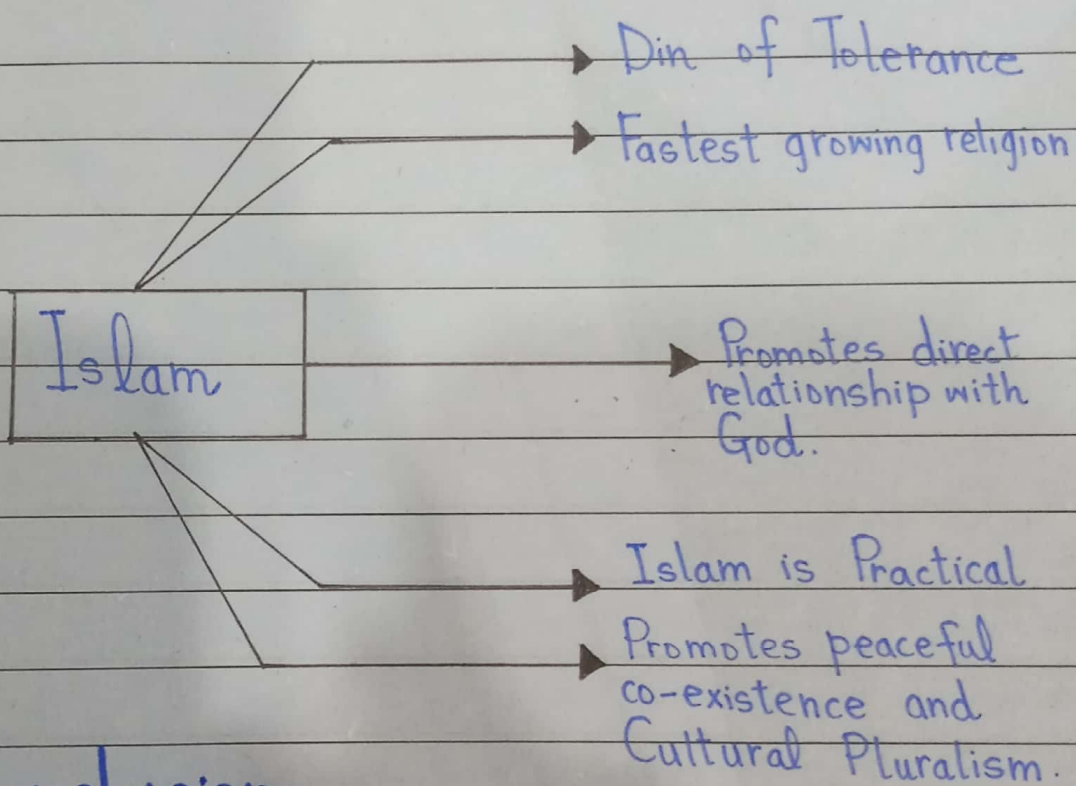 Din of Tolerance
Fastest growing religion
Islam
Promotes direct
relationship with
God.
Islam is Practical
Promotes peaceful
co-existence and
Cultural Pluralism.